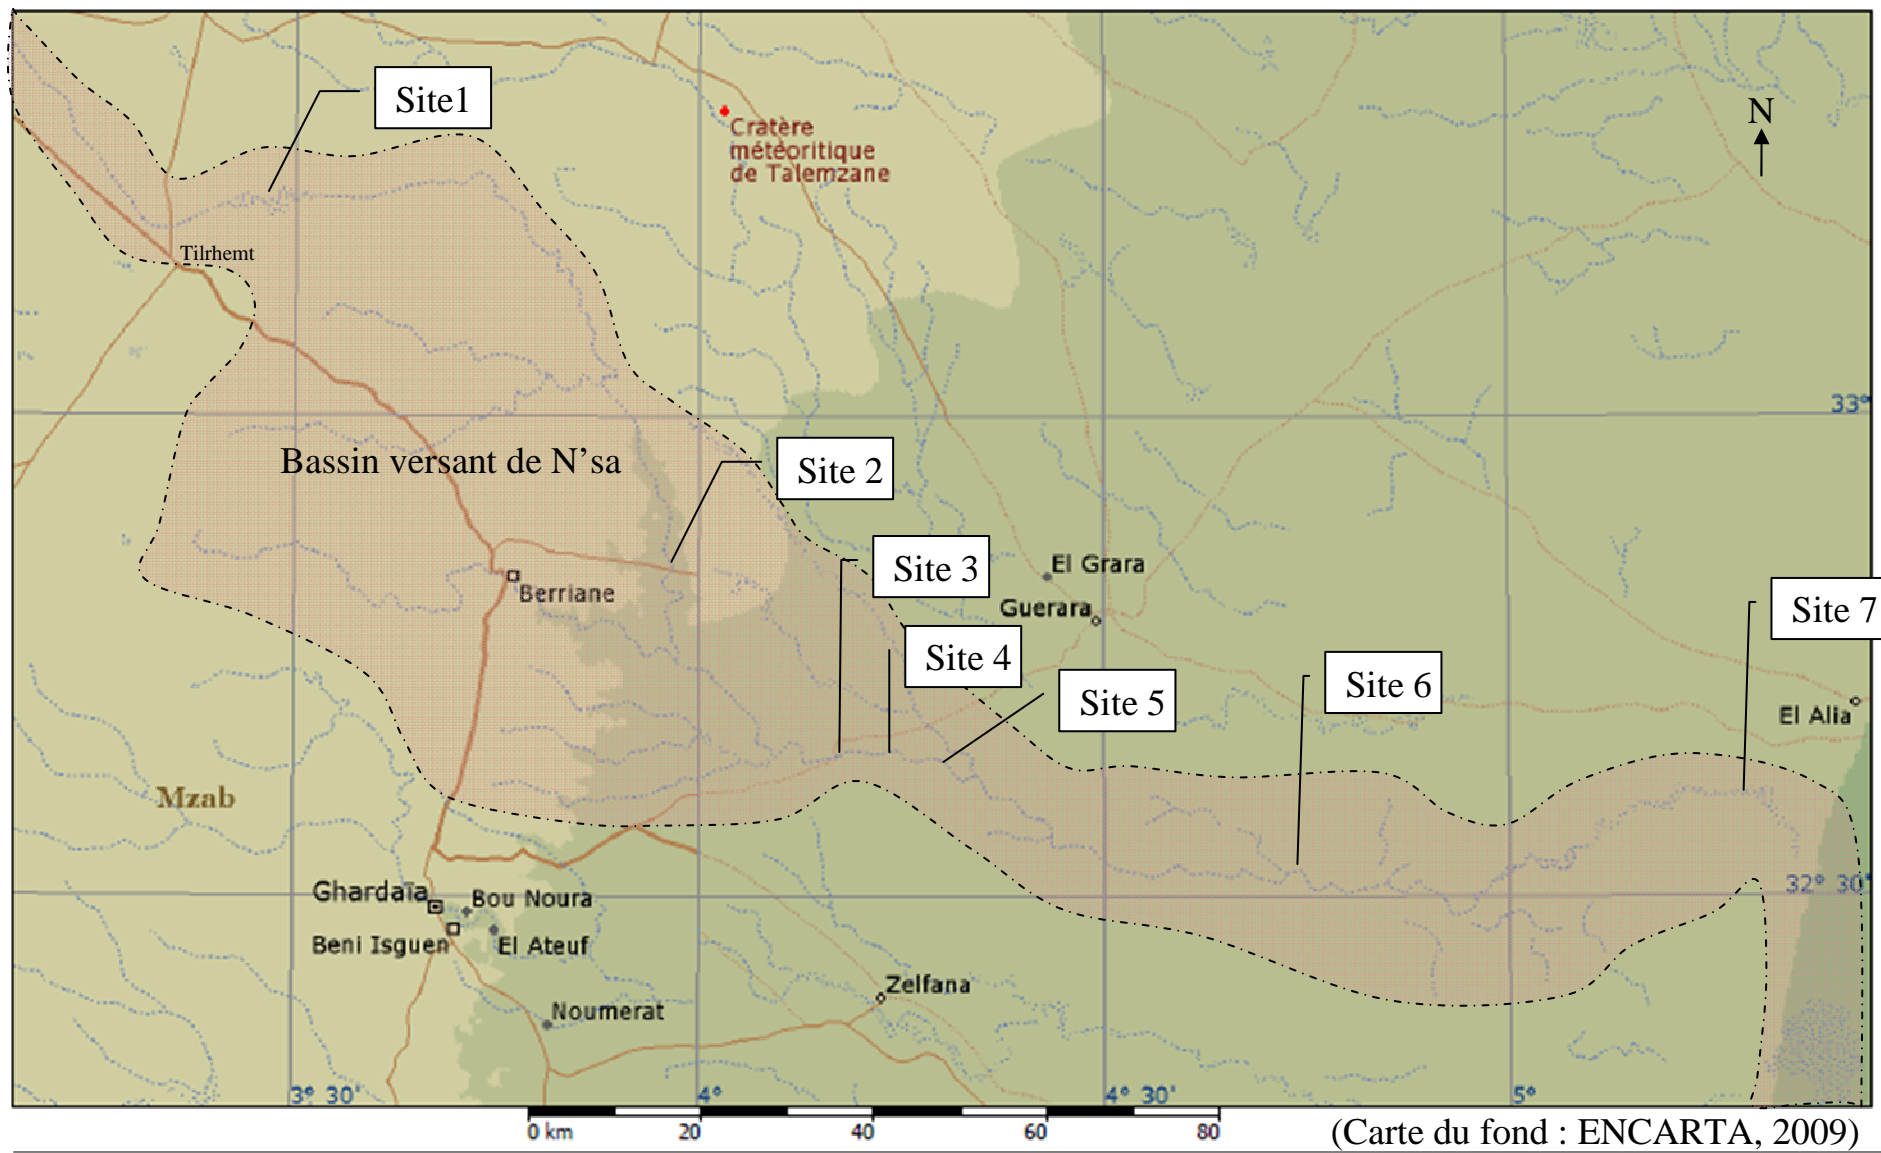 Site1
N
Cratère
météoritique
de Talemzane
Tilrhemt
33°
Bassin versant de N'sa
Site 2
Site 3
El Grara
Berriane
Guerara
Site 7
Site 4
Site 6
Site 5
El Alia
Mzab
32° 30'
Ghardaïa
Bou Noura
Beni Isguen
El Ateuf
Zelfana
Noumerat
3° 30'
4°
4° 30'
5°
0 km
20
40
60
80
(Carte du fond : ENCARTA, 2009)